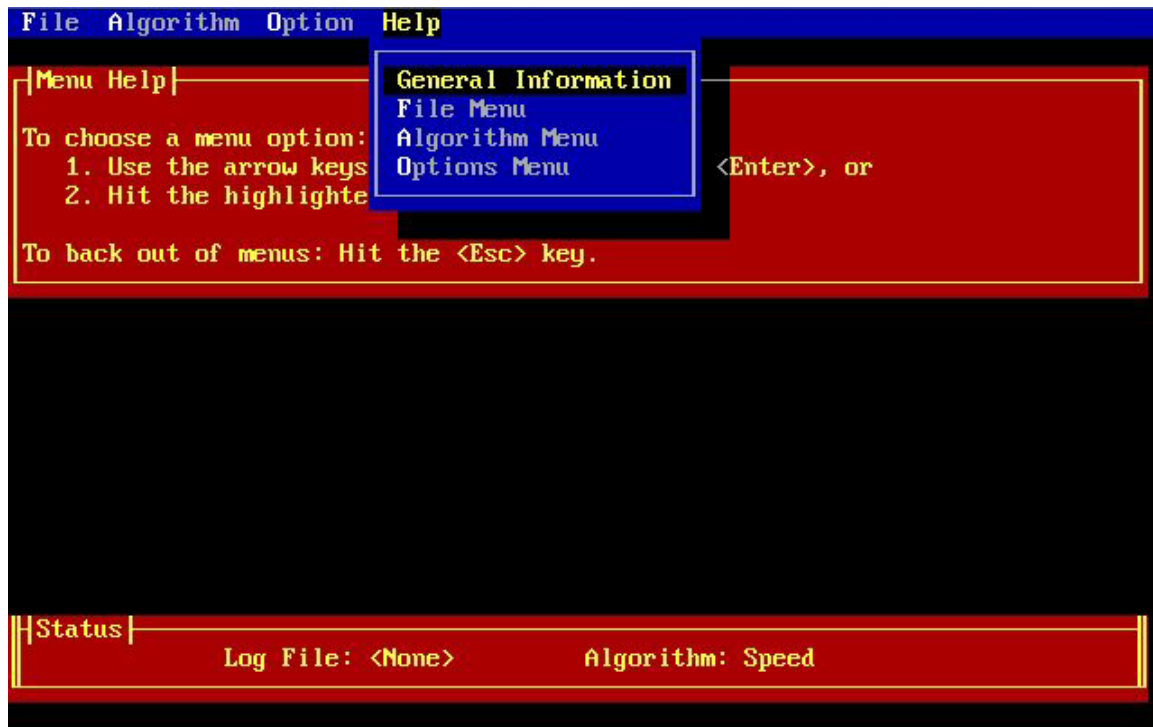 File Algorithm Option Help
Menu Help
General Information
File Menu
Algorithm Menu
Options Menu
To choose a menu option:
1. Use the arrow keys <Enter>, or
2. Hit the highlighte
To back out of menus: Hit the <Esc> key.
Status
Log File: <None> Algorithm: Speed